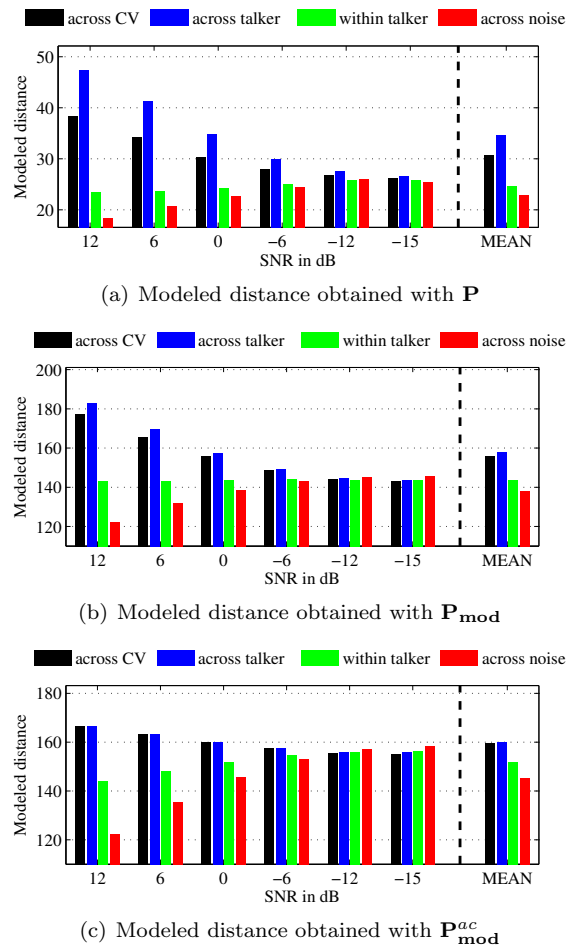 across CV across talker within talker across noise
50
40
30
20
Modeled distance
12 6 0 −6 −12 −15 MEAN
SNR in dB
(a) Modeled distance obtained with P
across CV across talker within talker across noise
200
180
160
140
120
Modeled distance
12 6 0 −6 −12 −15 MEAN
SNR in dB
(b) Modeled distance obtained with P_mod
across CV across talker within talker across noise
180
160
140
120
Modeled distance
12 6 0 −6 −12 −15 MEAN
SNR in dB
(c) Modeled distance obtained with P^ac_mod